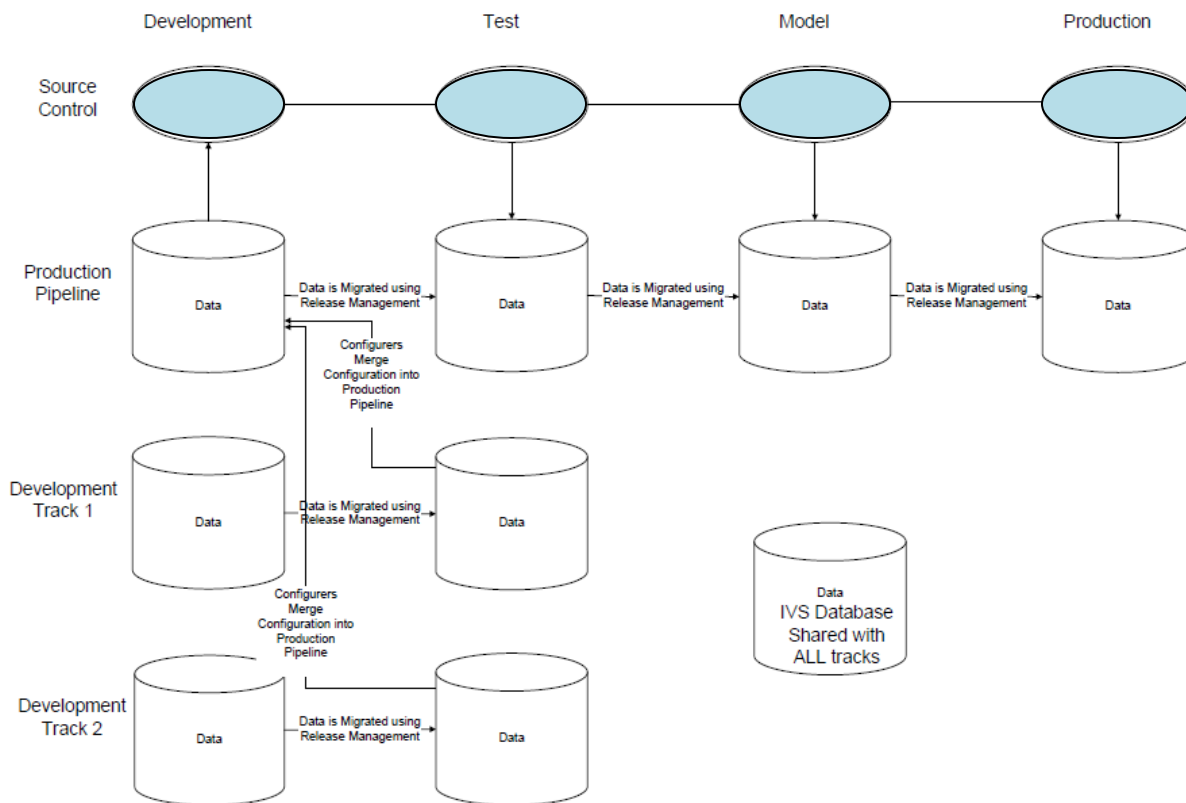 Development
Test
Model
Production
Source
Control
Production
Pipeline
Data
Data is Migrated using
Release Management
Data
Data is Migrated using
Release Management
Data
Data is Migrated using
Release Management
Data
Configurers
Merge
Configuration into
Production
Pipeline
Development
Track 1
Data
Data is Migrated using
Release Management
Data
Configurers
Merge
Configuration into
Production
Pipeline
Data
IVS Database
Shared with
ALL tracks
Development
Track 2
Data
Data is Migrated using
Release Management
Data